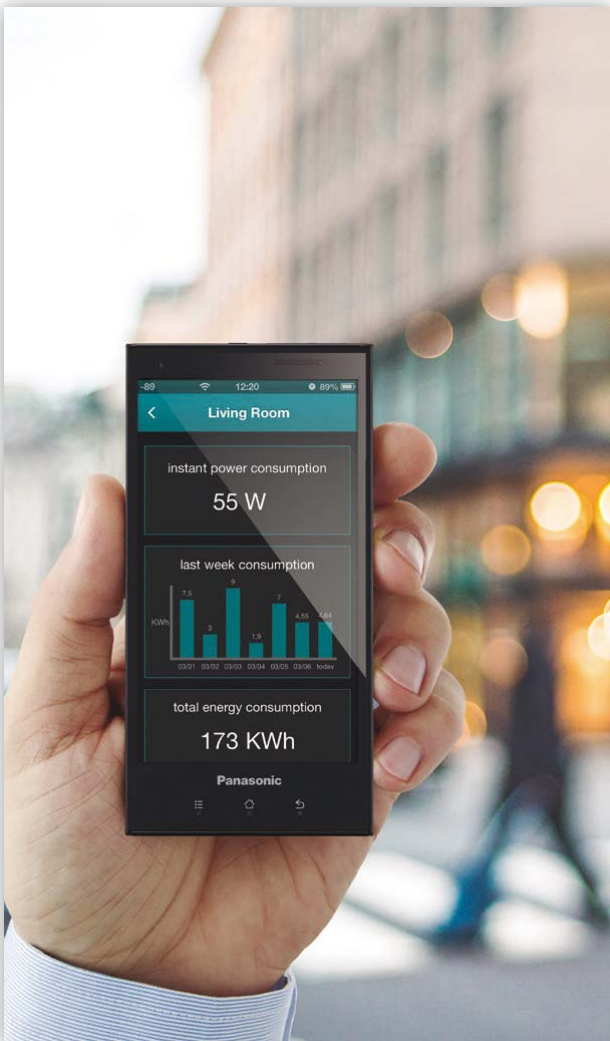 -89 12:20 89%
Living Room
instant power consumption
55 W
last week consumption
9
7,5 7
4,55 4,64
3
1,9
KWh
03/01 03/02 03/03 03/04 03/05 03/06 today
total energy consumption
173 KWh
Panasonic